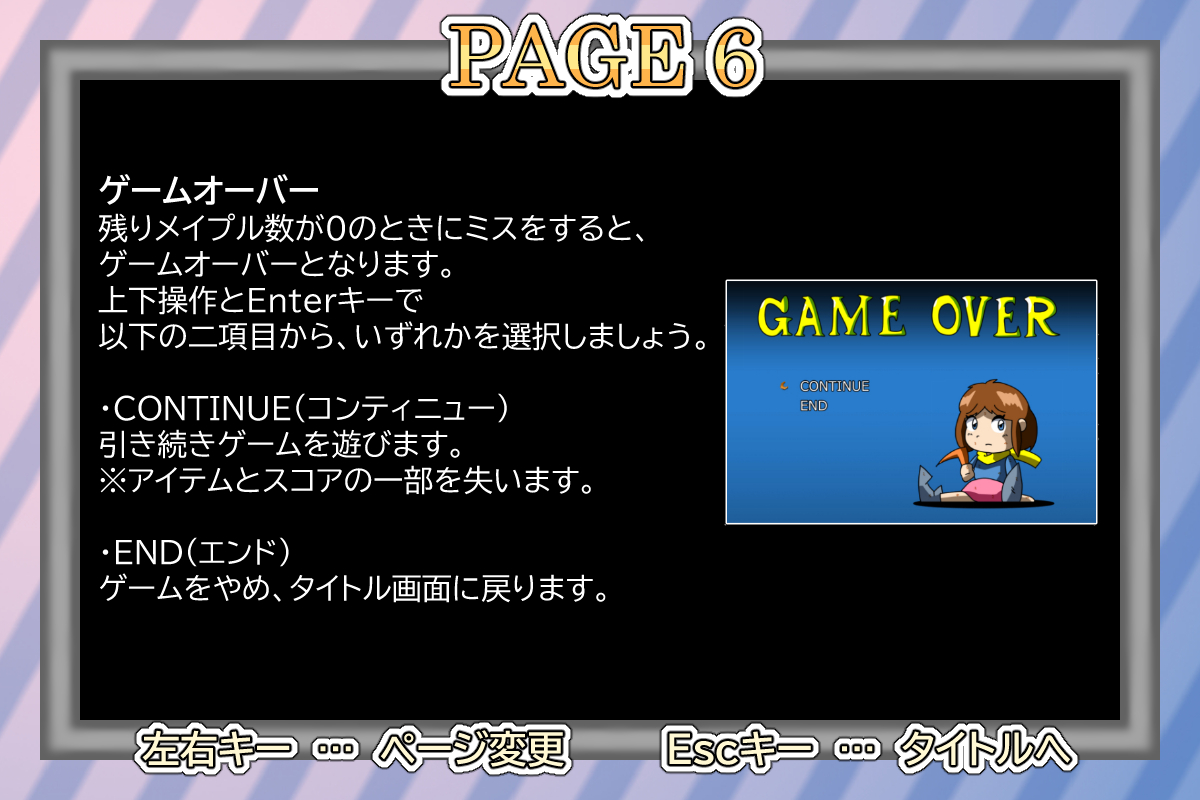 PAGE 6
ゲームオーバー
残りメイプル数が0のときにミスをすると、
ゲームオーバーとなります。
上下操作とEnterキーで
以下の二項目から、いずれかを選択しましょう。
・CONTINUE(コンティニュー)
引き続きゲームを遊びます。
※アイテムとスコアの一部を失います。
・END(エンド)
ゲームをやめ、タイトル画面に戻ります。
GAME OVER
CONTINUE
END
左右キー … ページ変更
Escキー … タイトルへ